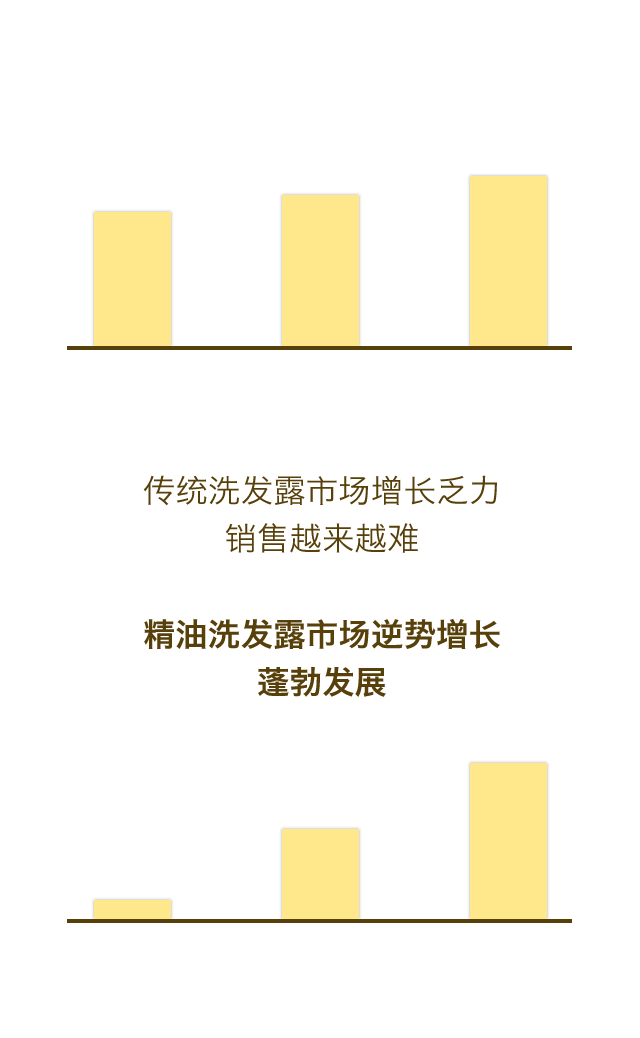 传统洗发露市场增长乏力
销售越来越难
精油洗发露市场逆势增长
蓬勃发展